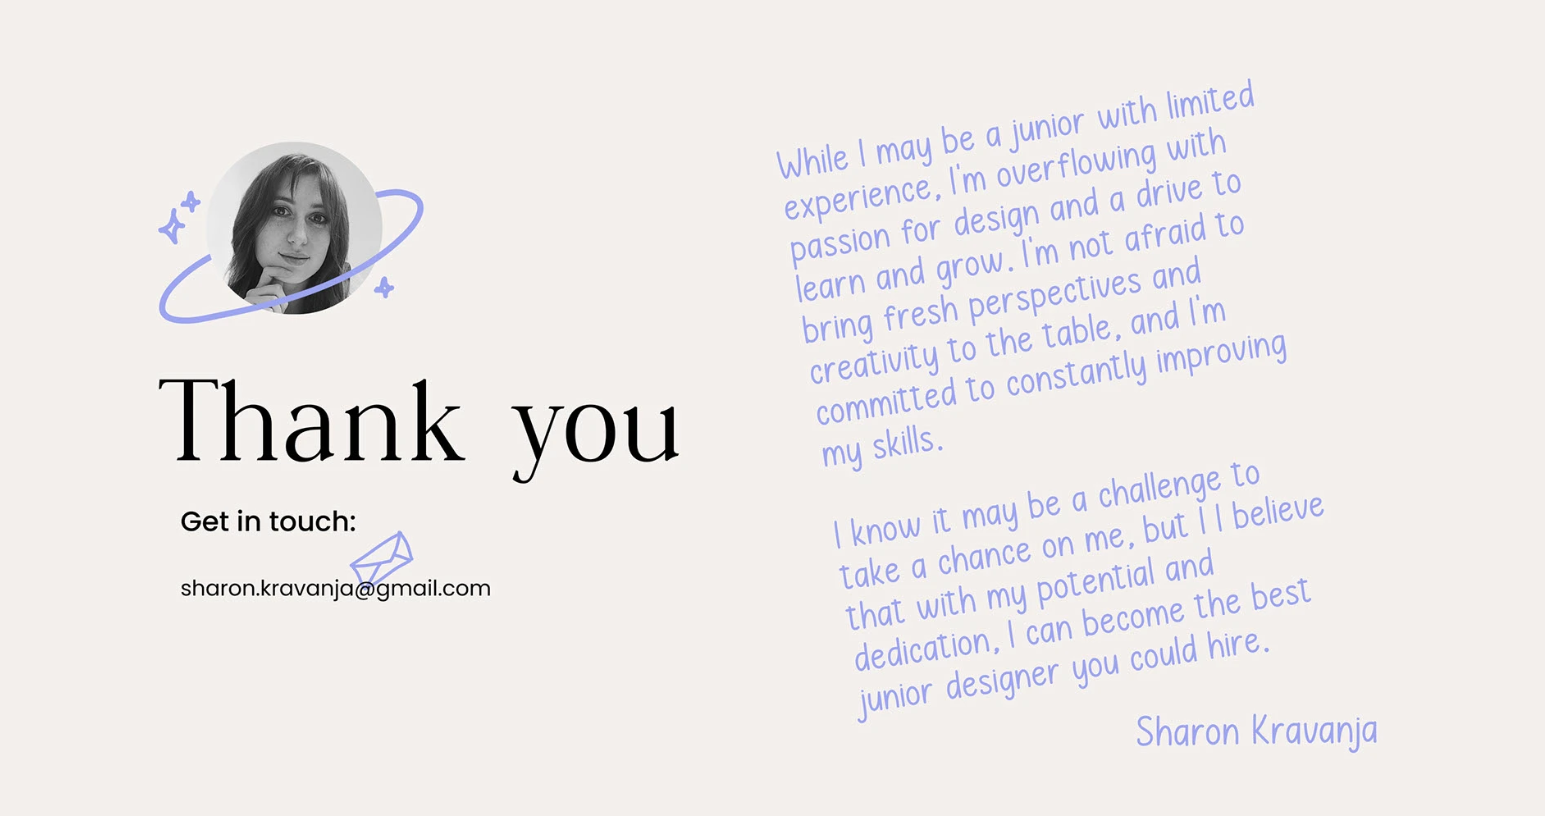 Thank you
Get in touch:
sharon.kravanja@gmail.com
While I may be a junior with limited
experience, I'm overflowing with
passion for design and a drive to
learn and grow. I'm not afraid to
bring fresh perspectives and
creativity to the table, and I'm
committed to constantly improving
my skills.
I know it may be a challenge to
take a chance on me, but I I believe
that with my potential and
dedication, I can become the best
junior designer you could hire.
Sharon Kravanja